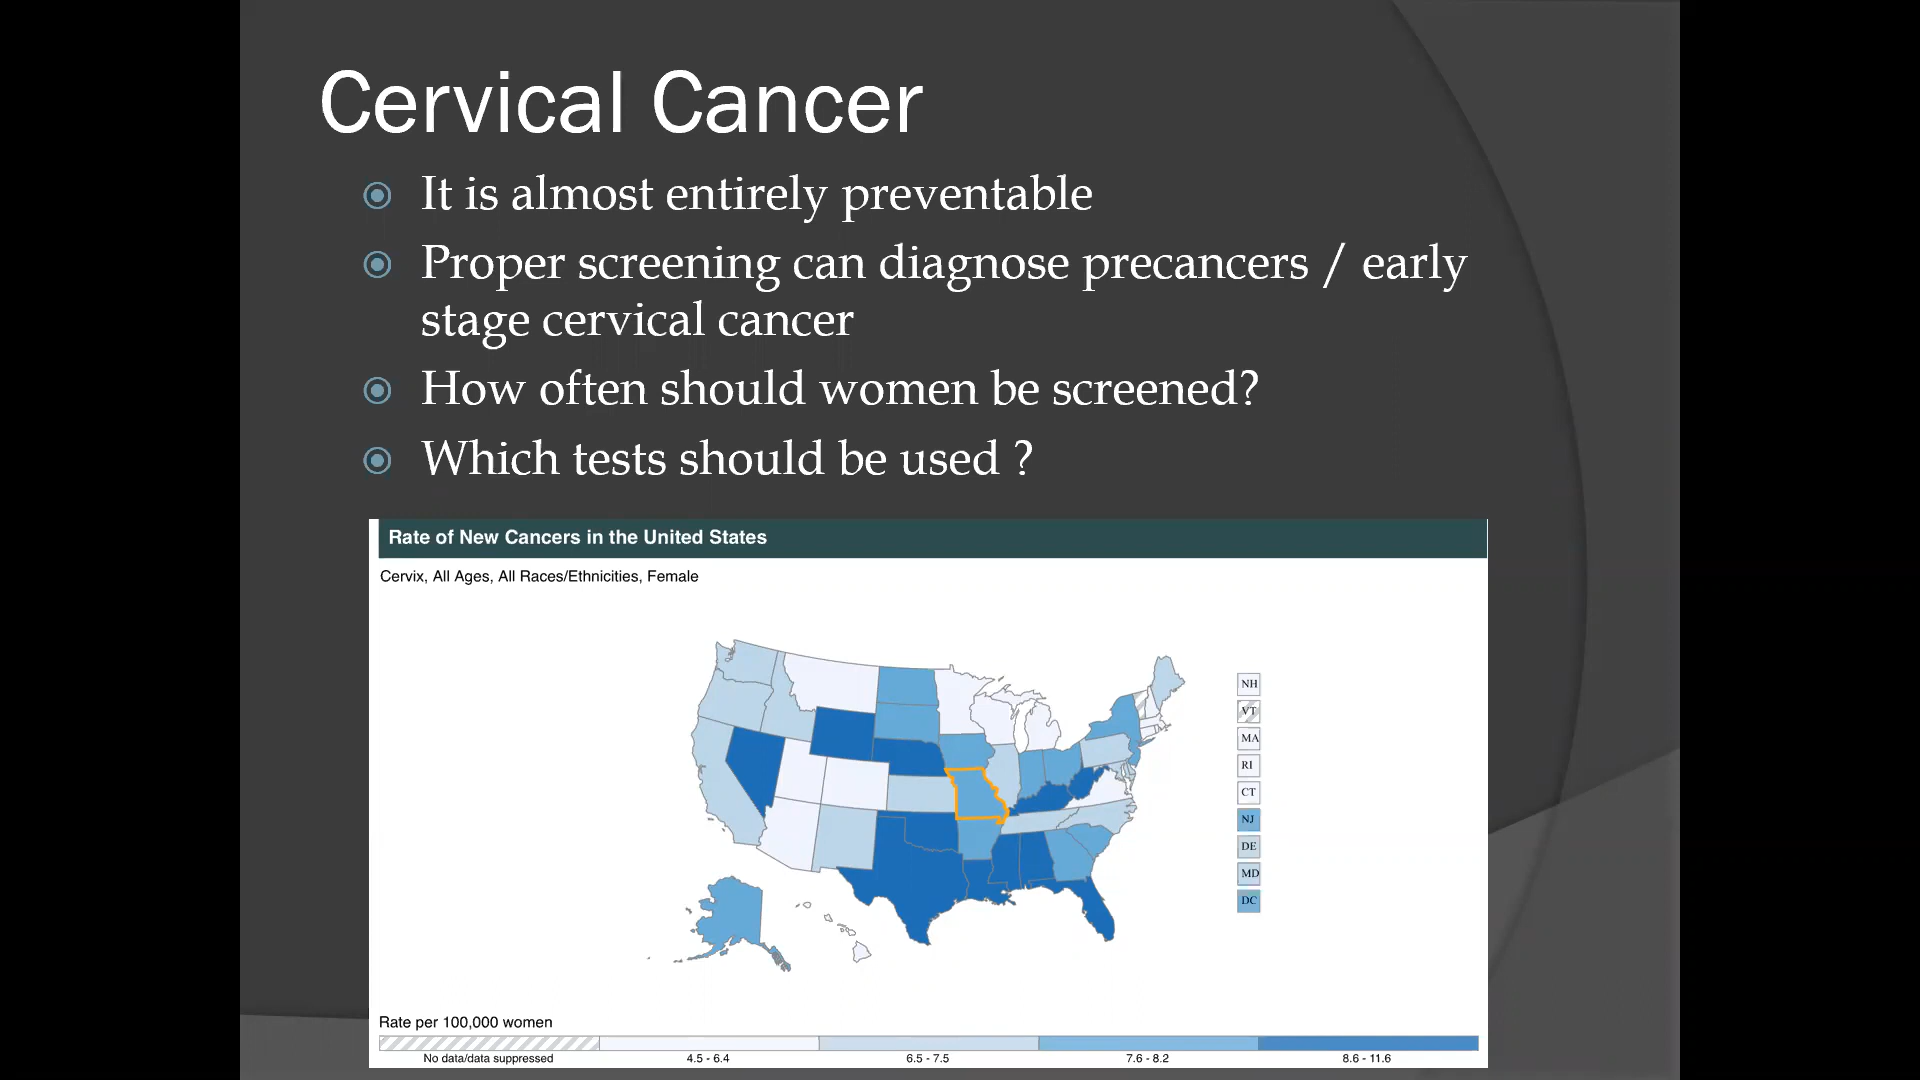 Cervical Cancer
It is almost entirely preventable
Proper screening can diagnose precancers / early
stage cervical cancer
How often should women be screened?
Which tests should be used ?
Rate of New Cancers in the United States
Cervix, All Ages, All Races/Ethnicities, Female
NH
VT
MA
RI
CT
NJ
DE
MD
DC
Rate per 100,000 women
No data/data suppressed 4.5 - 6.4 6.5 - 7.5 7.6 - 8.2 8.6 - 11.6